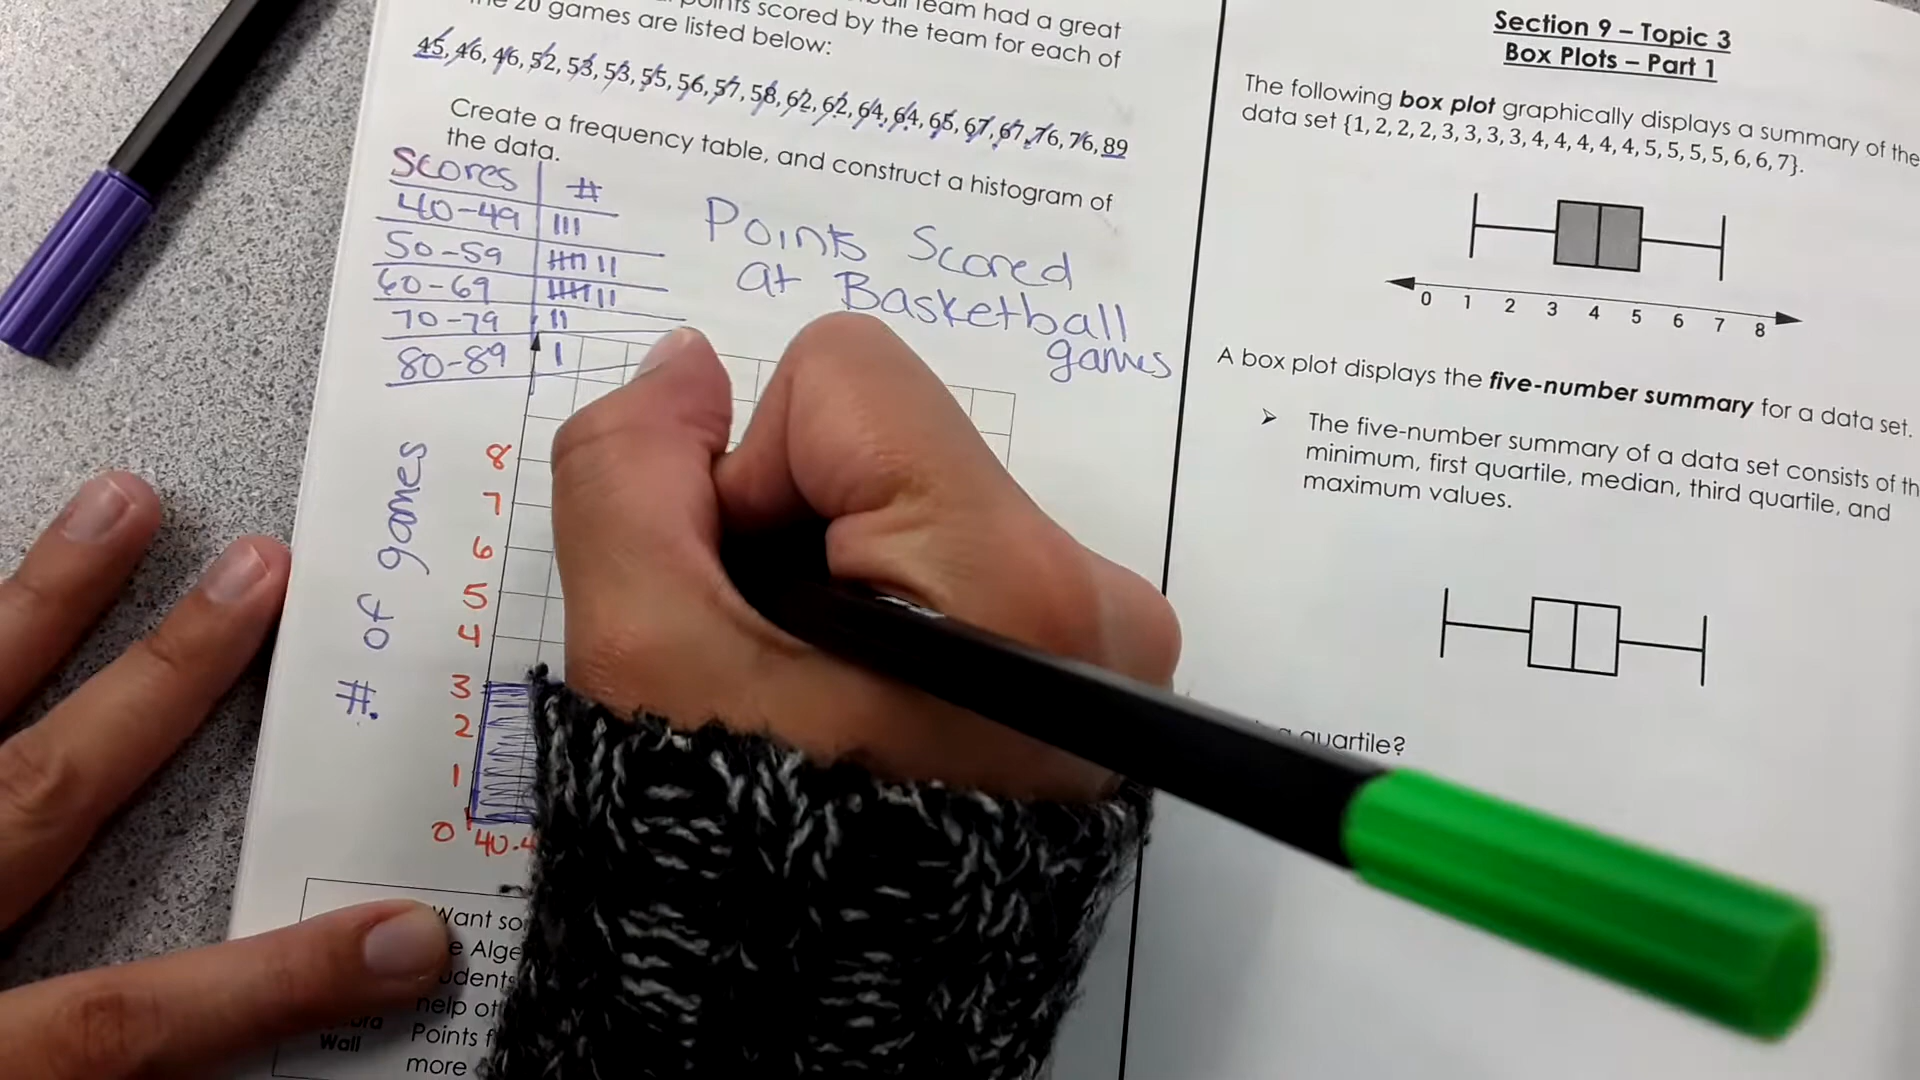 team had a great
points scored by the team for each of
20 games are listed below:
45, 46, 46, 52, 53, 53, 55, 56, 57, 58, 62, 62, 64, 64, 65, 67, 67, 76, 76, 89
Create a frequency table, and construct a histogram of
the data.
Scores #
40-49
50-59
60-69
70-79
80-89
Points Scored
at Basketball
games
# of games
8
7
6
5
4
3
2
1
0
Want
Points
more
Wall
Section 9 – Topic 3
Box Plots – Part 1
The following box plot graphically displays a summary of the
data set {1, 2, 2, 2, 3, 3, 3, 3, 4, 4, 4, 4, 4, 5, 5, 5, 5, 6, 6, 7}.
0 1 2 3 4 5 6 7 8
A box plot displays the five-number summary for a data set.
➢ The five-number summary of a data set consists of
minimum, first quartile, median, third quartile, and
maximum values.
quartile?